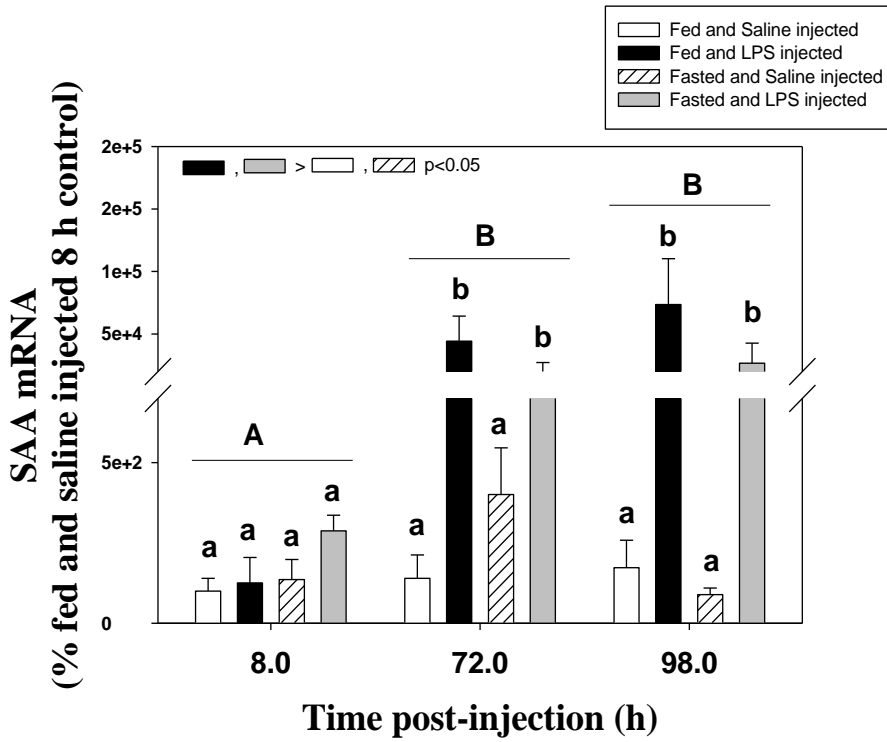 Fed and Saline injected
Fed and LPS injected
Fasted and Saline injected
Fasted and LPS injected
SAA mRNA
(% fed and saline injected 8 h control)
2e+5
2e+5
1e+5
5e+4
5e+2
0
, > , p<0.05
A
B
B
a a a a
a b a b
a b a b
8.0 72.0 98.0
Time post-injection (h)